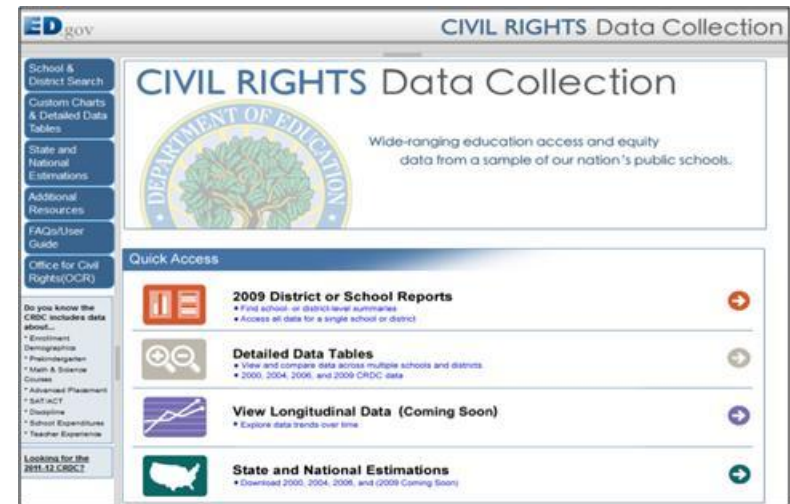 ED.gov
CIVIL RIGHTS Data Collection
School &
District Search
Custom Charts
& Detailed Data
Tables
State and
National
Estimations
Additional
Resources
FAQs/User
Guide
Office for Civil
Rights(OCR)
Do you know the
CRDC includes data
about...
* Enrollment
Demographics
* Prekindergarten
* Math & Science
Courses
* Advanced Placement
* SAT/ACT
* Discipline
* School Expenditures
* Teacher Experience
Looking for the
2011-12 CRDC?
CIVIL RIGHTS Data Collection
DEPARTMENT OF EDUCATION
Wide-ranging education access and equity
data from a sample of our nation's public schools.
Quick Access
2009 District or School Reports
• Find school- or district-level summaries
• Access all data for a single school or district
Detailed Data Tables
• View and compare data across multiple schools and districts
• 2000, 2004, 2006, and 2009 CRDC data
View Longitudinal Data (Coming Soon)
• Explore data trends over time
State and National Estimations
• Download 2000, 2004, 2006, and (2009 Coming Soon)